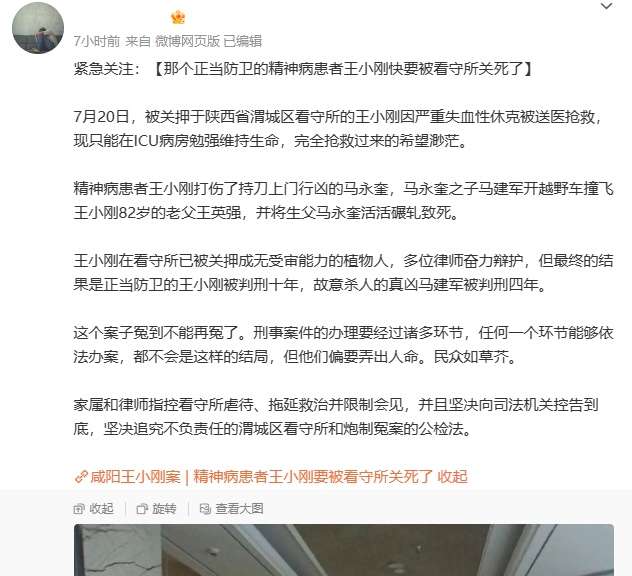 7小时前 来自 微博网页版 已编辑
紧急关注：【那个正当防卫的精神病患者王小刚快要被看守所关死了】
7月20日，被关押于陕西省渭城区看守所的王小刚因严重失血性休克被送医抢救，
现只能在ICU病房勉强维持生命，完全抢救过来的希望渺茫。
精神病患者王小刚打伤了持刀上门行凶的马永奎，马永奎之子马建军开越野车撞飞
王小刚82岁的老父王英强，并将生父马永奎活活碾轧致死。
王小刚在看守所已被关押成无受审能力的植物人，多位律师奋力辩护，但最终的结
果是正当防卫的王小刚被判刑十年，故意杀人的真凶马建军被判刑四年。
这个案子冤到不能再冤了。刑事案件的办理要经过诸多环节，任何一个环节能够依
法办案，都不会是这样的结局，但他们偏要弄出人命。民众如草芥。
家属和律师指控看守所虐待、拖延救治并限制会见，并且坚决向司法机关控告到
底，坚决追究不负责任的渭城区看守所和炮制冤案的公检法。
咸阳王小刚案 | 精神病患者王小刚要被看守所关死了 收起
收起 旋转 查看大图